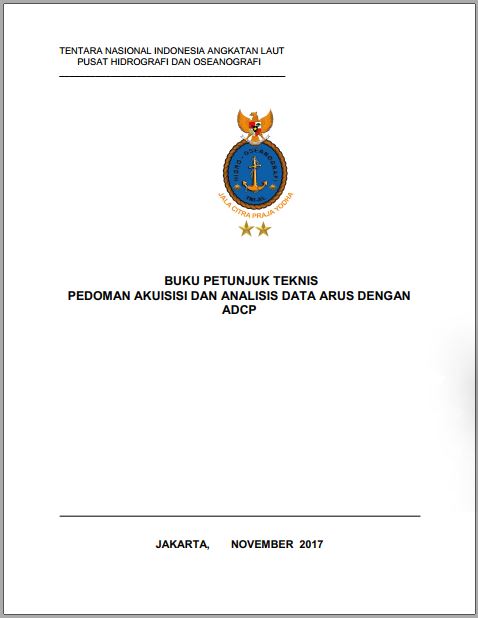 TENTARA NASIONAL INDONESIA ANGKATAN LAUT
PUSAT HIDROGRAFI DAN OSEANOGRAFI
HIDRO - OSEANOGRAFI
TNI-AL
JALA CITRA PRAJA YODHA
BUKU PETUNJUK TEKNIS
PEDOMAN AKUISISI DAN ANALISIS DATA ARUS DENGAN
ADCP
JAKARTA, NOVEMBER 2017